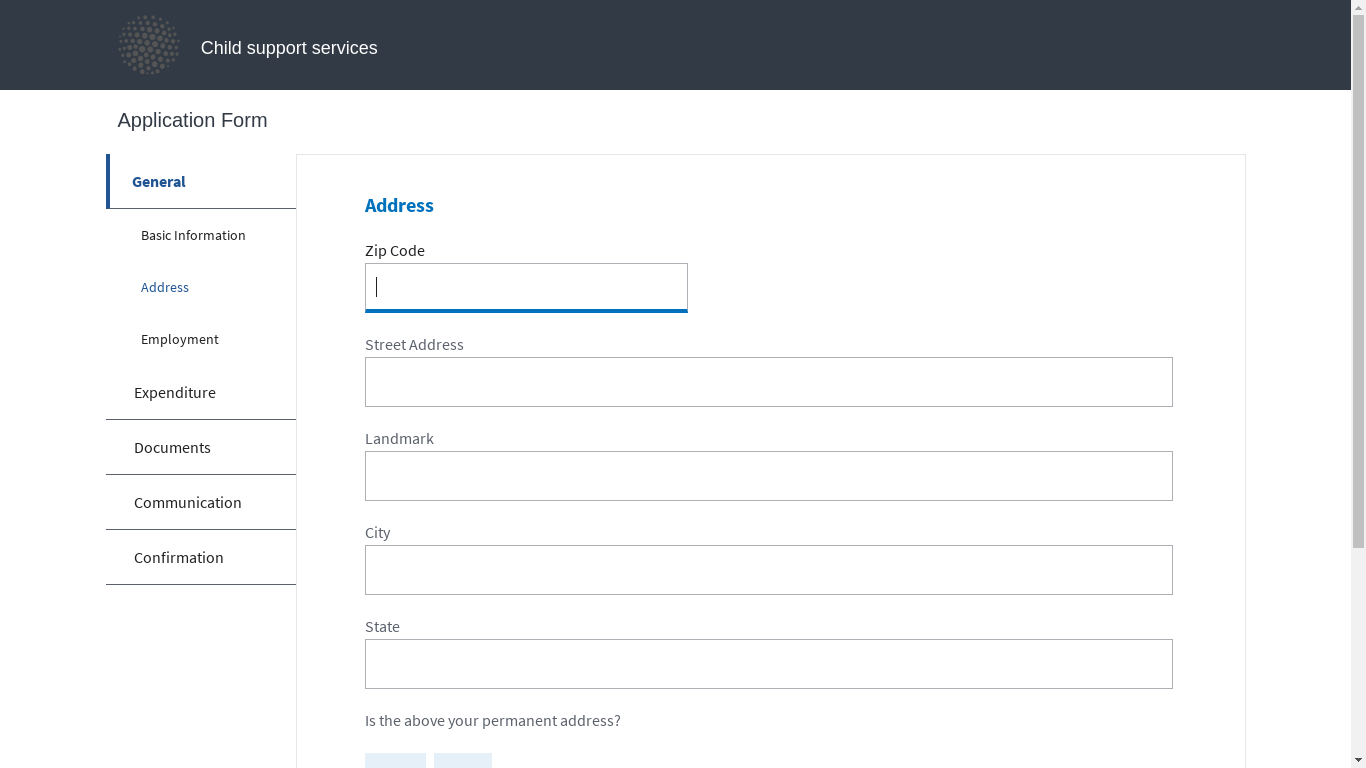 Child support services
Application Form
General
Basic Information
Address
Employment
Expenditure
Documents
Communication
Confirmation
Address
Zip Code
Street Address
Landmark
City
State
Is the above your permanent address?